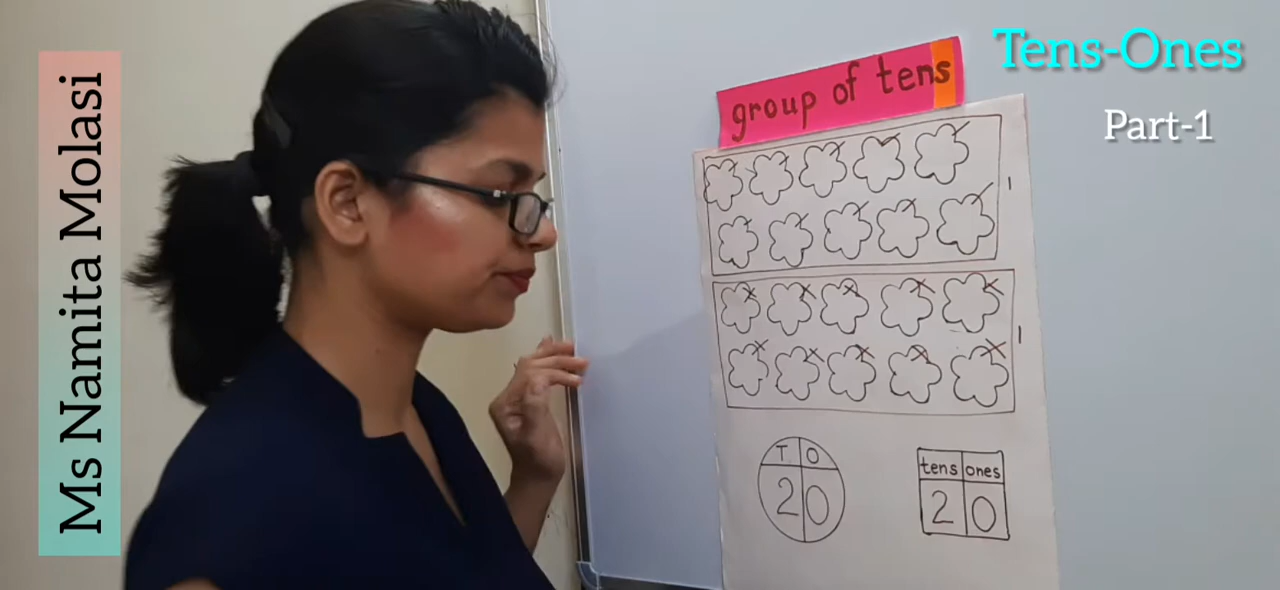 Ms Namita Molasi
Tens-Ones
Part-1
group of tens
1
1
T O
2 0
tens ones
2 0